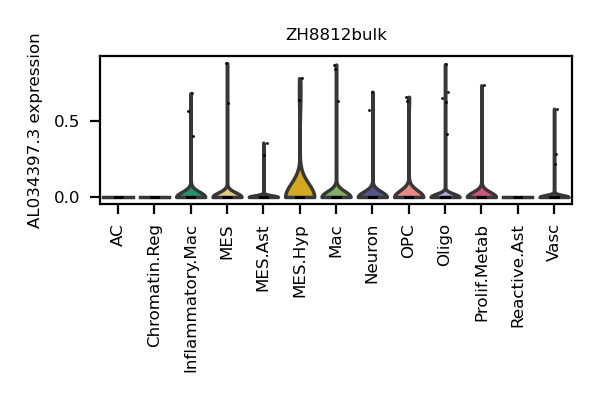 ZH8812bulk
AL034397.3 expression
0.5
0.0
AC
Chromatin.Reg
Inflammatory.Mac
MES
MES.Ast
MES.Hyp
Mac
Neuron
OPC
Oligo
Prolif.Metab
Reactive.Ast
Vasc